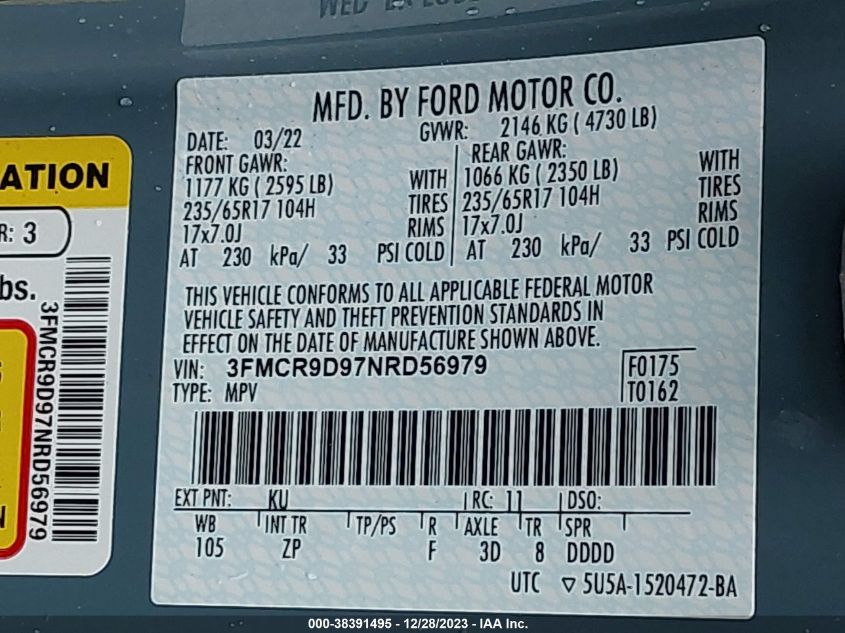 MFD. BY FORD MOTOR CO.
DATE: 03/22 GVWR: 2146 KG ( 4730 LB)
FRONT GAWR: REAR GAWR:
1177 KG ( 2595 LB) WITH 1066 KG ( 2350 LB) WITH
235/65R17 104H TIRES 235/65R17 104H TIRES
17x7.0J RIMS 17x7.0J RIMS
AT 230 kPa/ 33 PSI COLD AT 230 kPa/ 33 PSI COLD
THIS VEHICLE CONFORMS TO ALL APPLICABLE FEDERAL MOTOR
VEHICLE SAFETY AND THEFT PREVENTION STANDARDS IN
EFFECT ON THE DATE OF MANUFACTURE SHOWN ABOVE.
VIN: 3FMCR9D97NRD56979 F0175
TYPE: MPV T0162
EXT PNT: KU RC: 11 DSO:
WB INT TR TP/PS R AXLE TR SPR
105 ZP F 3D 8 DDDD
UTC ▽ 5U5A-1520472-BA
ATION
R: 3
bs.
3FMCR9D97NRD56979
000-38391495 - 12/28/2023 - IAA Inc.